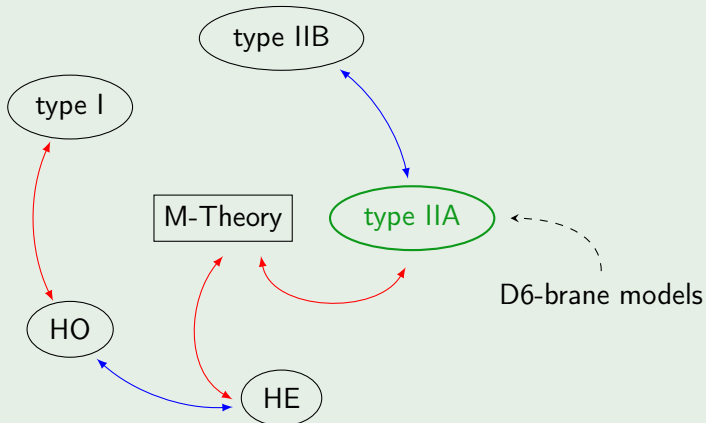 type IIB
type I
M-Theory
type IIA
D6-brane models
HO
HE